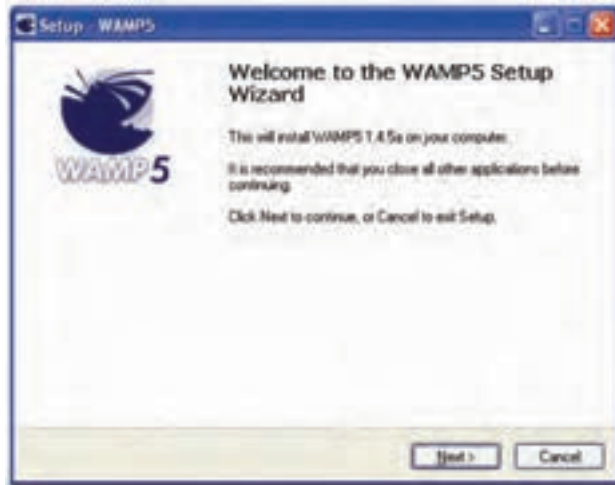 Setup - WAMP5
WAMP5
Welcome to the WAMP5 Setup
Wizard
This will install WAMP5 1.4.5a on your computer.
It is recommended that you close all other applications before
continuing.
Click Next to continue, or Cancel to exit Setup.
Next >
Cancel